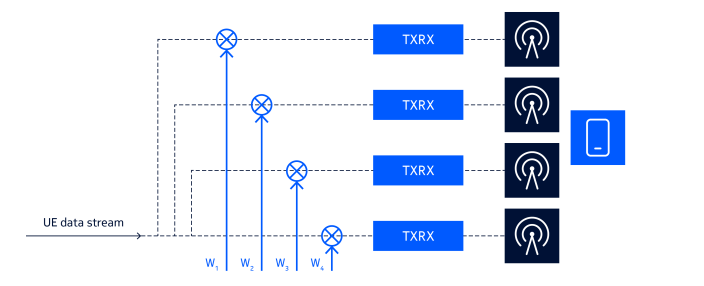 TXRX
TXRX
TXRX
UE data stream
TXRX
W₁ W₂ W₃ W₄